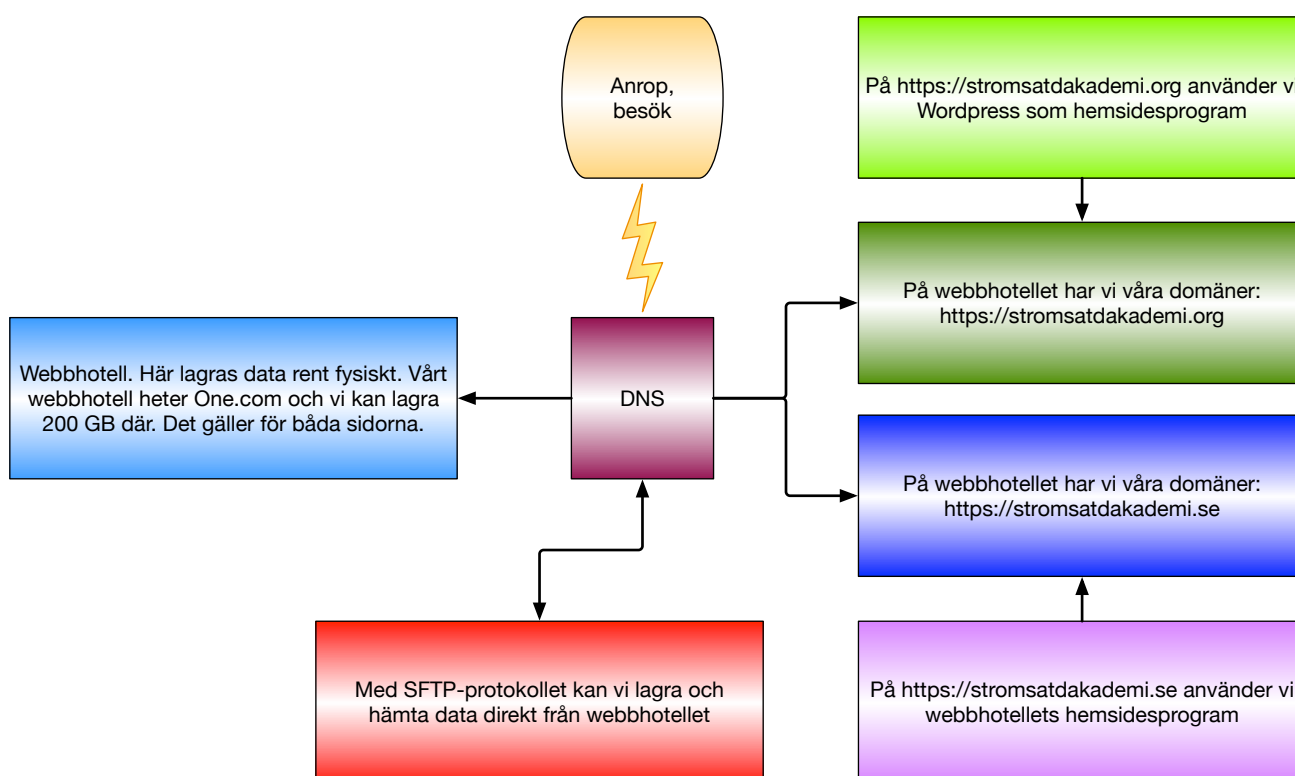 Anrop,
besök
På https://stromsatdakademi.org använder vi
Wordpress som hemsidesprogram
På webbhotellet har vi våra domäner:
https://stromsatdakademi.org
Webbhotell. Här lagras data rent fysiskt. Vårt
webbhotell heter One.com och vi kan lagra
200 GB där. Det gäller för båda sidorna.
DNS
På webbhotellet har vi våra domäner:
https://stromsatdakademi.se
Med SFTP-protokollet kan vi lagra och
hämta data direkt från webbhotellet
På https://stromsatdakademi.se använder vi
webbhotellets hemsidesprogram